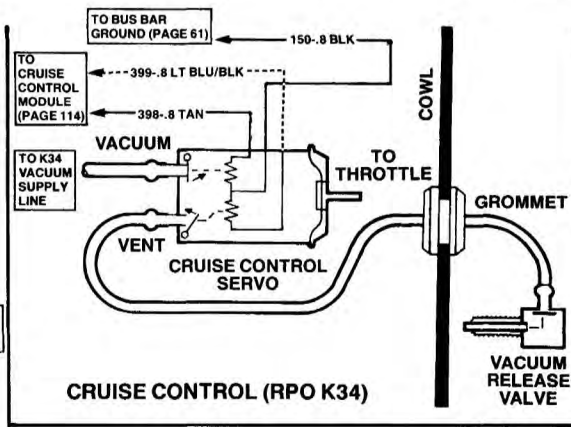 TO BUS BAR
GROUND (PAGE 61)
150-.8 BLK
TO
CRUISE
CONTROL
MODULE
(PAGE 114)
399-.8 LT BLU/BLK
398-.8 TAN
COWL
VACUUM
TO K34
VACUUM
SUPPLY
LINE
TO
THROTTLE
GROMMET
VENT
CRUISE CONTROL
SERVO
VACUUM
RELEASE
VALVE
CRUISE CONTROL (RPO K34)